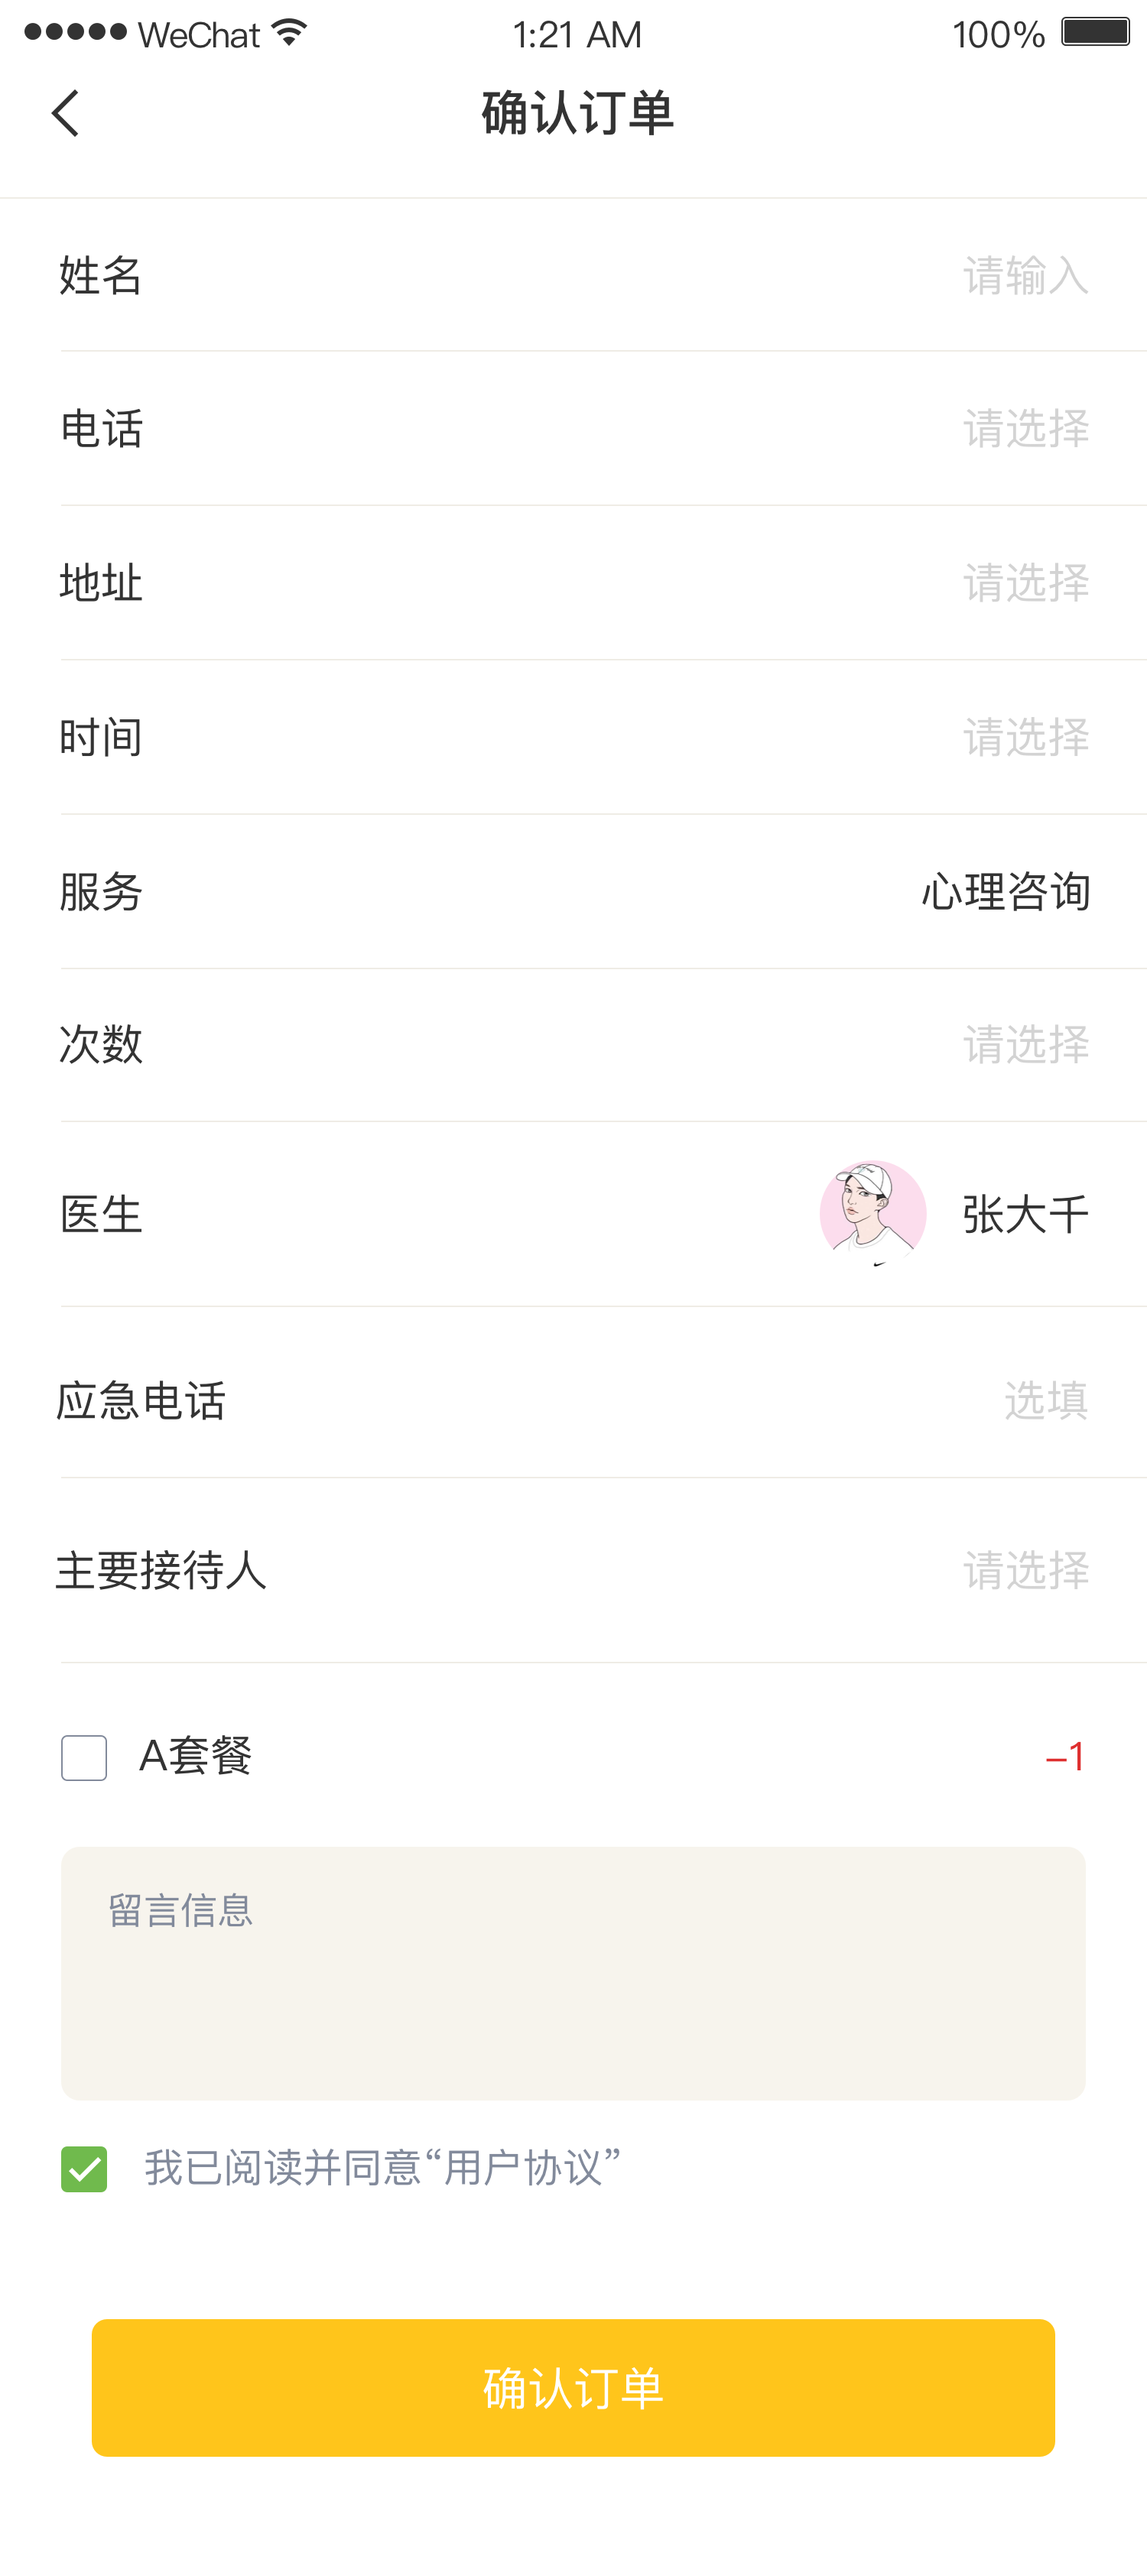 WeChat 1:21 AM 100%
确认订单
姓名 请输入
电话 请选择
地址 请选择
时间 请选择
服务 心理咨询
次数 请选择
医生 张大千
应急电话 选填
主要接待人 请选择
A套餐 -1
留言信息
我已阅读并同意“用户协议”
确认订单